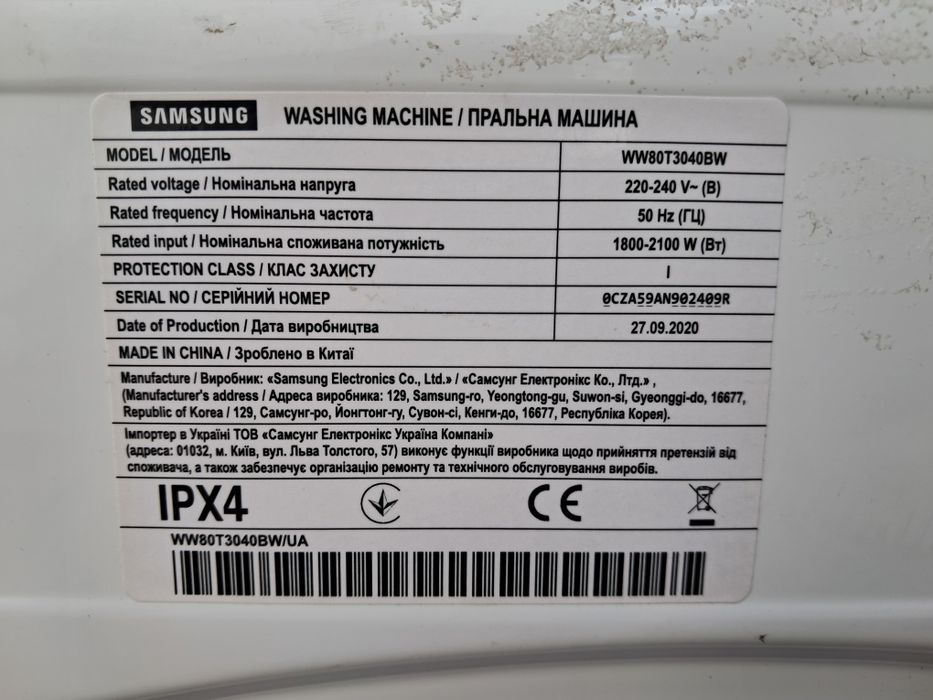 SAMSUNG WASHING MACHINE / ПРАЛЬНА МАШИНА
MODEL / МОДЕЛЬ WW80T3040BW
Rated voltage / Номінальна напруга 220-240 V~ (В)
Rated frequency / Номінальна частота 50 Hz (ГЦ)
Rated input / Номінальна споживана потужність 1800-2100 W (Вт)
PROTECTION CLASS / КЛАС ЗАХИСТУ I
SERIAL NO / СЕРІЙНИЙ НОМЕР 0CZA59AN902409R
Date of Production / Дата виробництва 27.09.2020
MADE IN CHINA / Зроблено в Китаї
Manufacture / Виробник: «Samsung Electronics Co., Ltd.» / «Самсунг Електронікс Ко., Лтд.» ,
(Manufacturer's address / Адреса виробника: 129, Samsung-ro, Yeongtong-gu, Suwon-si, Gyeonggi-do, 16677,
Republic of Korea / 129, Самсунг-ро, Йонгтонг-гу, Сувон-сі, Кенги-до, 16677, Республіка Корея).
Імпортер в Україні ТОВ «Самсунг Електронікс Україна Компані»
(адреса: 01032, м. Київ, вул. Льва Толстого, 57) виконує функції виробника щодо прийняття претензій від
споживача, а також забезпечує організацію ремонту та технічного обслуговування виробів.
IPX4 CE
WW80T3040BW/UA